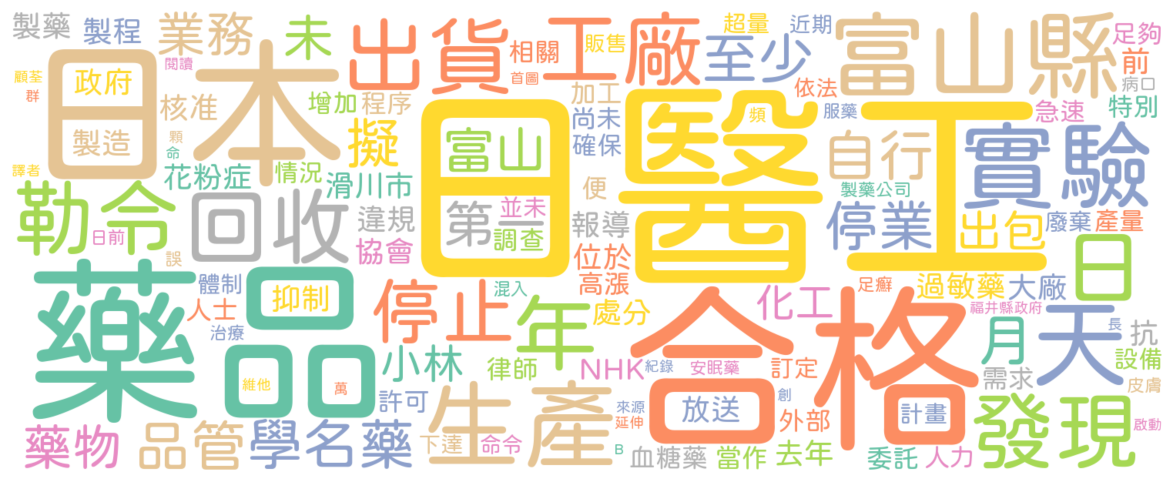 製藥
製程
業務
未
出貨
相關
工廠
販售
至少
超量
近期
富山縣
足夠
前
顧荃
群
政府
閱讀
日本
製造
核准
增加
程序
擬
首圖
加工
尚未
確保
依法
服藥
病口
急速
特別
日醫工
頻
富山
自行
實驗
顆
命
譯者
花粉症
情況
滑川市
便
製藥公司
勒令
日前
回收
違規
協會
第
並未
調查
報導
位於
高漲
停業
出包
廢棄
產量
日
誤
體制
人士
治療
藥品
抑制
停止
混入
年
處分
化工
足癬
過敏藥
大廠
福井縣政府
月
天
長
抗
設備
皮膚
小林
律師
NHK
紀錄
安眠藥
訂定
合格
需求
維他
萬
許可
生產
來源
延伸
放送
創
外部
計畫
發現
啟動
藥物
品管
學名藥
下達
命令
B
血糖藥
當作
去年
委託
人力